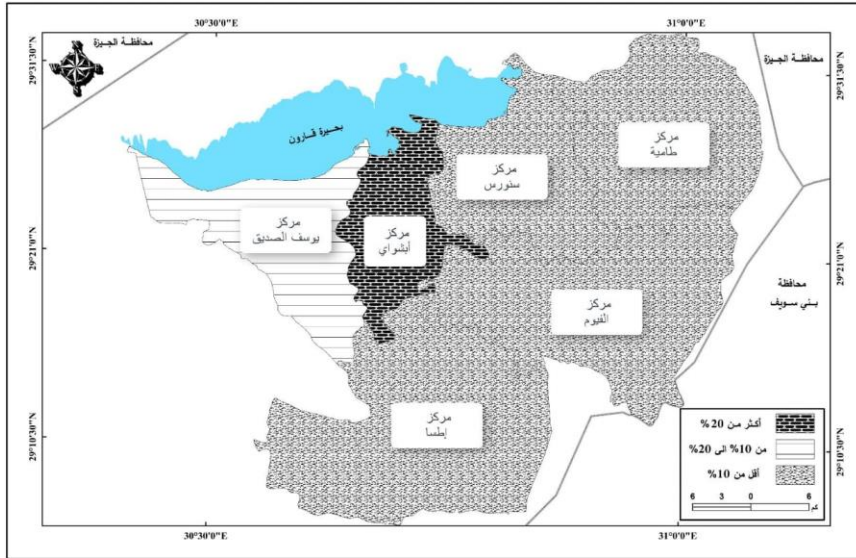 30°30'0"E
31°0'0"E
محافظة الجيزة
محافظة الجيزة
29°31'30"N
29°31'30"N
بحيرة قارون
مركز
طامية
مركز
سنورس
مركز
يوسف الصديق
مركز
أبشواي
29°21'0"N
29°21'0"N
محافظة
بني سويف
مركز
الفيوم
مركز
إطسا
29°10'30"N
29°10'30"N
أكثر من 20%
من 10% الى 20%
أقل من 10%
6 3 0 6
كم
30°30'0"E
31°0'0"E